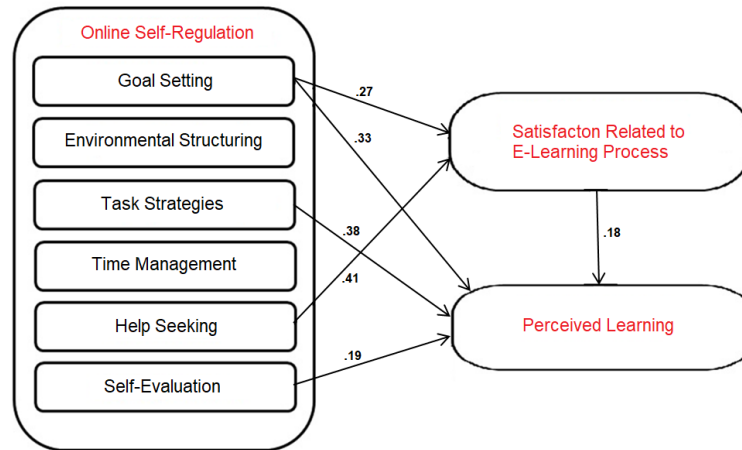 Online Self-Regulation
Goal Setting
Environmental Structuring
Task Strategies
Time Management
Help Seeking
Self-Evaluation
.27
.33
.38
.41
.19
Satisfacton Related to
E-Learning Process
.18
Perceived Learning